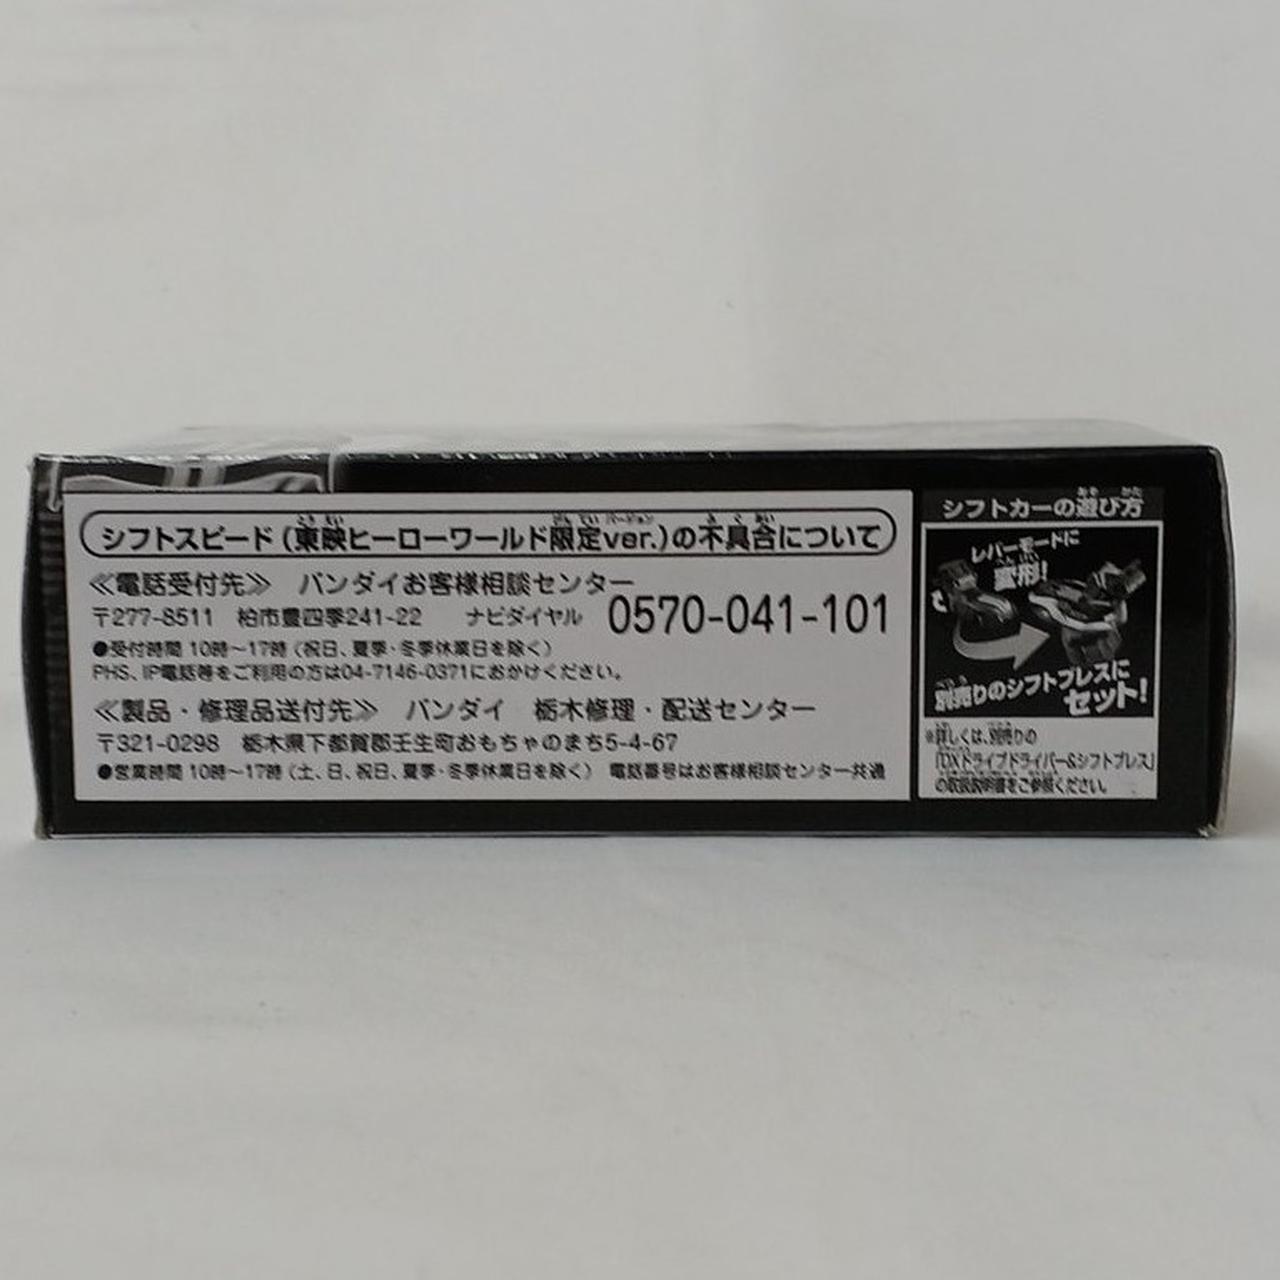 シフトスピード(東映ヒーローワールド限定ver.)の不具合について
≪電話受付先≫ バンダイお客様相談センター
〒277-8511 柏市豊四季241-22 ナビダイヤル 0570-041-101
●受付時間 10時～17時(祝日、夏季・冬季休業日を除く)
PHS、IP電話等をご利用の方は04-7146-0371におかけください。
≪製品・修理品送付先≫ バンダイ 栃木修理・配送センター
〒321-0298 栃木県下都賀郡壬生町おもちゃのまち5-4-67
●営業時間 10時～17時(土、日、祝日、夏季・冬季休業日を除く) 電話番号はお客様相談センター共通
シフトカーの遊び方
レバーモードに
変形!
別売りのシフトブレスに
セット!
※詳しくは、別売りの
「DXドライブドライバー&シフトブレス」
の取扱説明書をご参照ください。